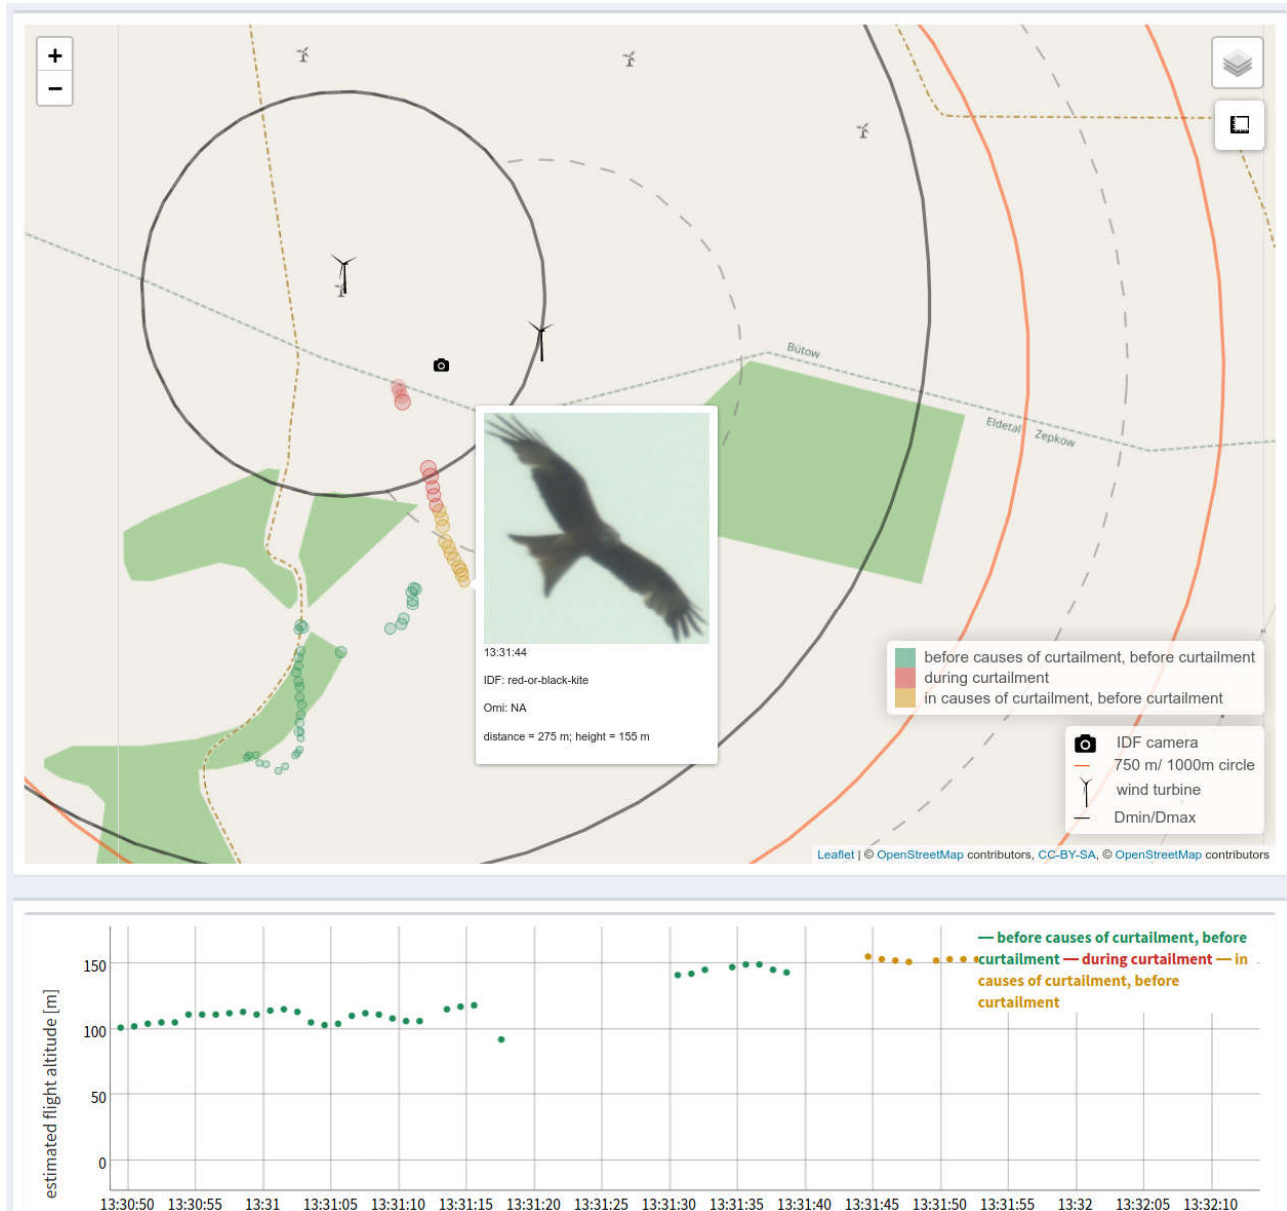 +
−
Bütow
Eldetal
Zepkow
13:31:44
IDF: red-or-black-kite
Omi: NA
distance = 275 m; height = 155 m
before causes of curtailment, before curtailment
during curtailment
in causes of curtailment, before curtailment
IDF camera
750 m/ 1000m circle
wind turbine
Dmin/Dmax
Leaflet | © OpenStreetMap contributors, CC-BY-SA, © OpenStreetMap contributors
— before causes of curtailment, before
curtailment — during curtailment — in
causes of curtailment, before
curtailment
estimated flight altitude [m]
150
100
50
0
13:30:50 13:30:55 13:31 13:31:05 13:31:10 13:31:15 13:31:20 13:31:25 13:31:30 13:31:35 13:31:40 13:31:45 13:31:50 13:31:55 13:32 13:32:05 13:32:10